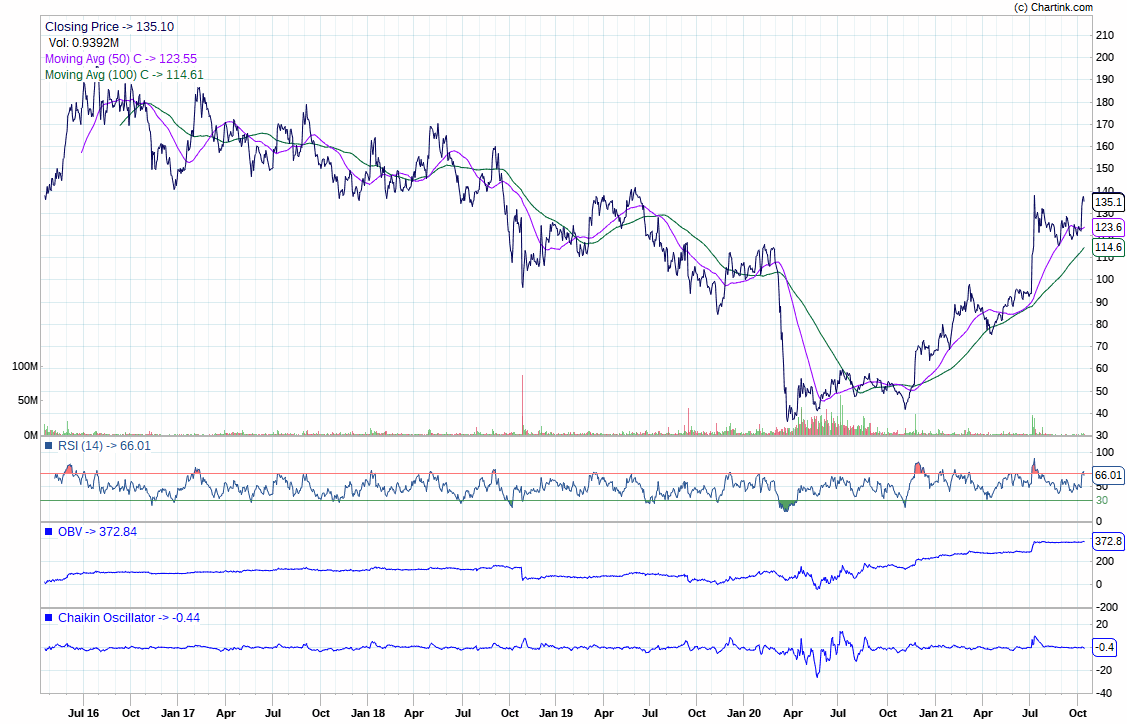 (c) Chartink.com
Closing Price -> 135.10
Vol: 0.9392M
Moving Avg (50) C -> 123.55
Moving Avg (100) C -> 114.61
210
200
190
180
170
160
150
140
135.1
130
123.6
114.6
110
100
90
80
70
60
50
40
30
100M
50M
0M
RSI (14) -> 66.01
100
66.01
50
30
0
OBV -> 372.84
372.8
200
0
-200
Chaikin Oscillator -> -0.44
20
-0.4
-20
-40
Jul 16 Oct Jan 17 Apr Jul Oct Jan 18 Apr Jul Oct Jan 19 Apr Jul Oct Jan 20 Apr Jul Oct Jan 21 Apr Jul Oct